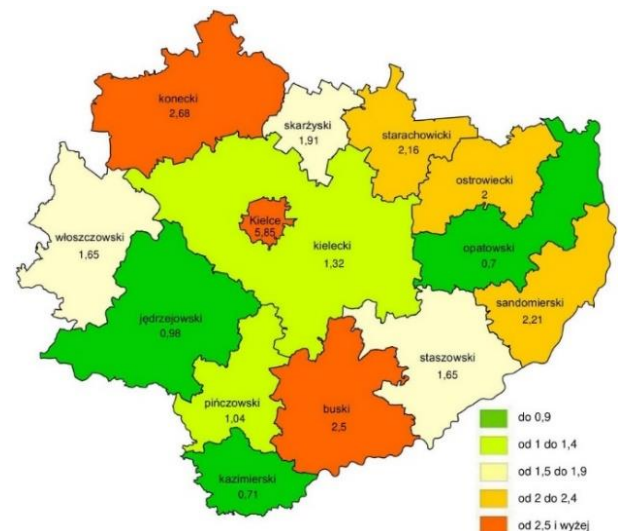 konecki
2,68
skarżyski
1,91
starachowicki
2,16
ostrowiecki
2
Kielce
5,85
włoszczowski
1,65
kielecki
1,32
opatowski
0,7
sandomierski
2,21
jędrzejowski
0,98
staszowski
1,65
pińczowski
1,04
buski
2,5
kazimierski
0,71
do 0,9
od 1 do 1,4
od 1,5 do 1,9
od 2 do 2,4
od 2,5 i wyżej